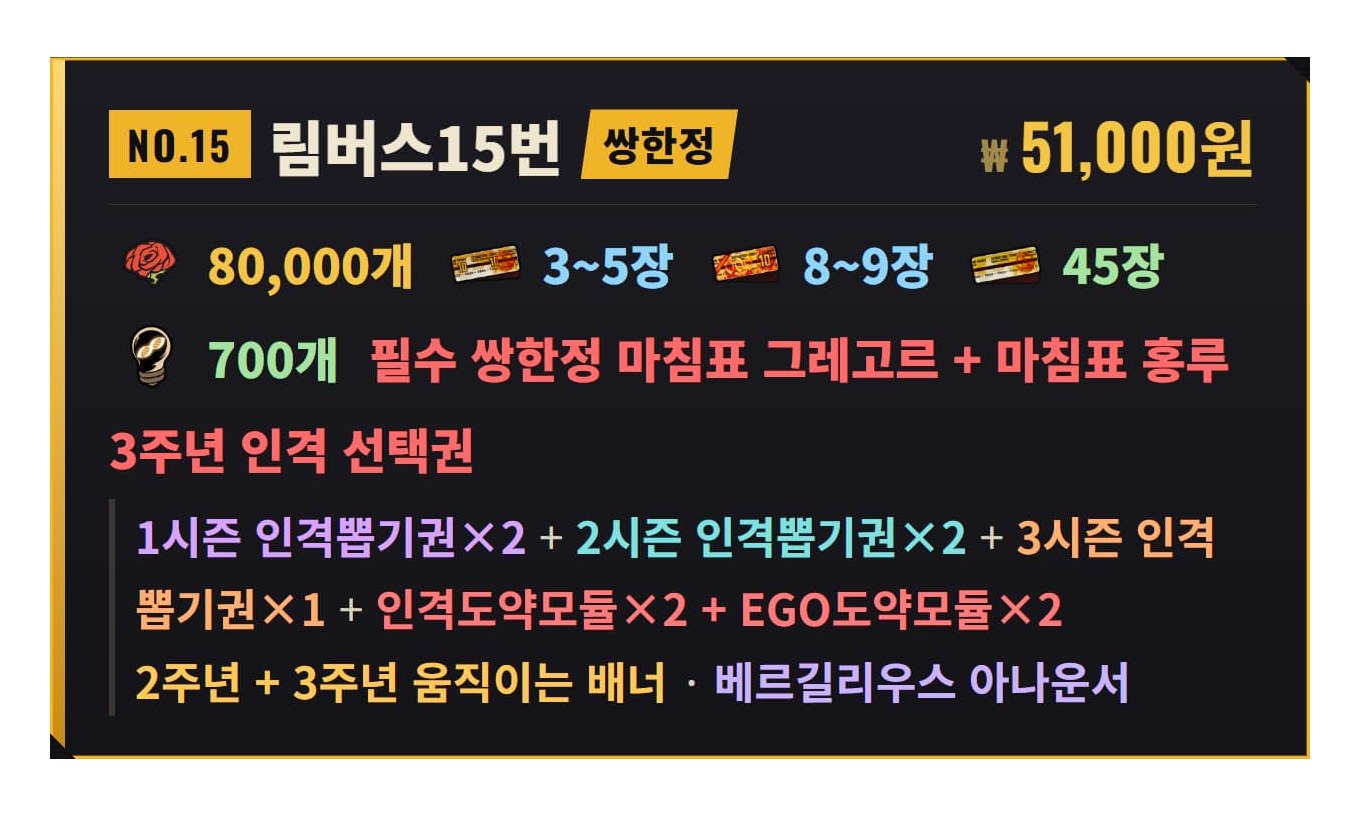 NO.15 림버스15번 쌍한정 ₩ 51,000원
80,000개 3~5장 8~9장 45장
700개 필수 쌍한정 마침표 그레고르 + 마침표 홍루
3주년 인격 선택권
1시즌 인격뽑기권×2 + 2시즌 인격뽑기권×2 + 3시즌 인격
뽑기권×1 + 인격도약모듈×2 + EGO도약모듈×2
2주년 + 3주년 움직이는 배너 · 베르길리우스 아나운서